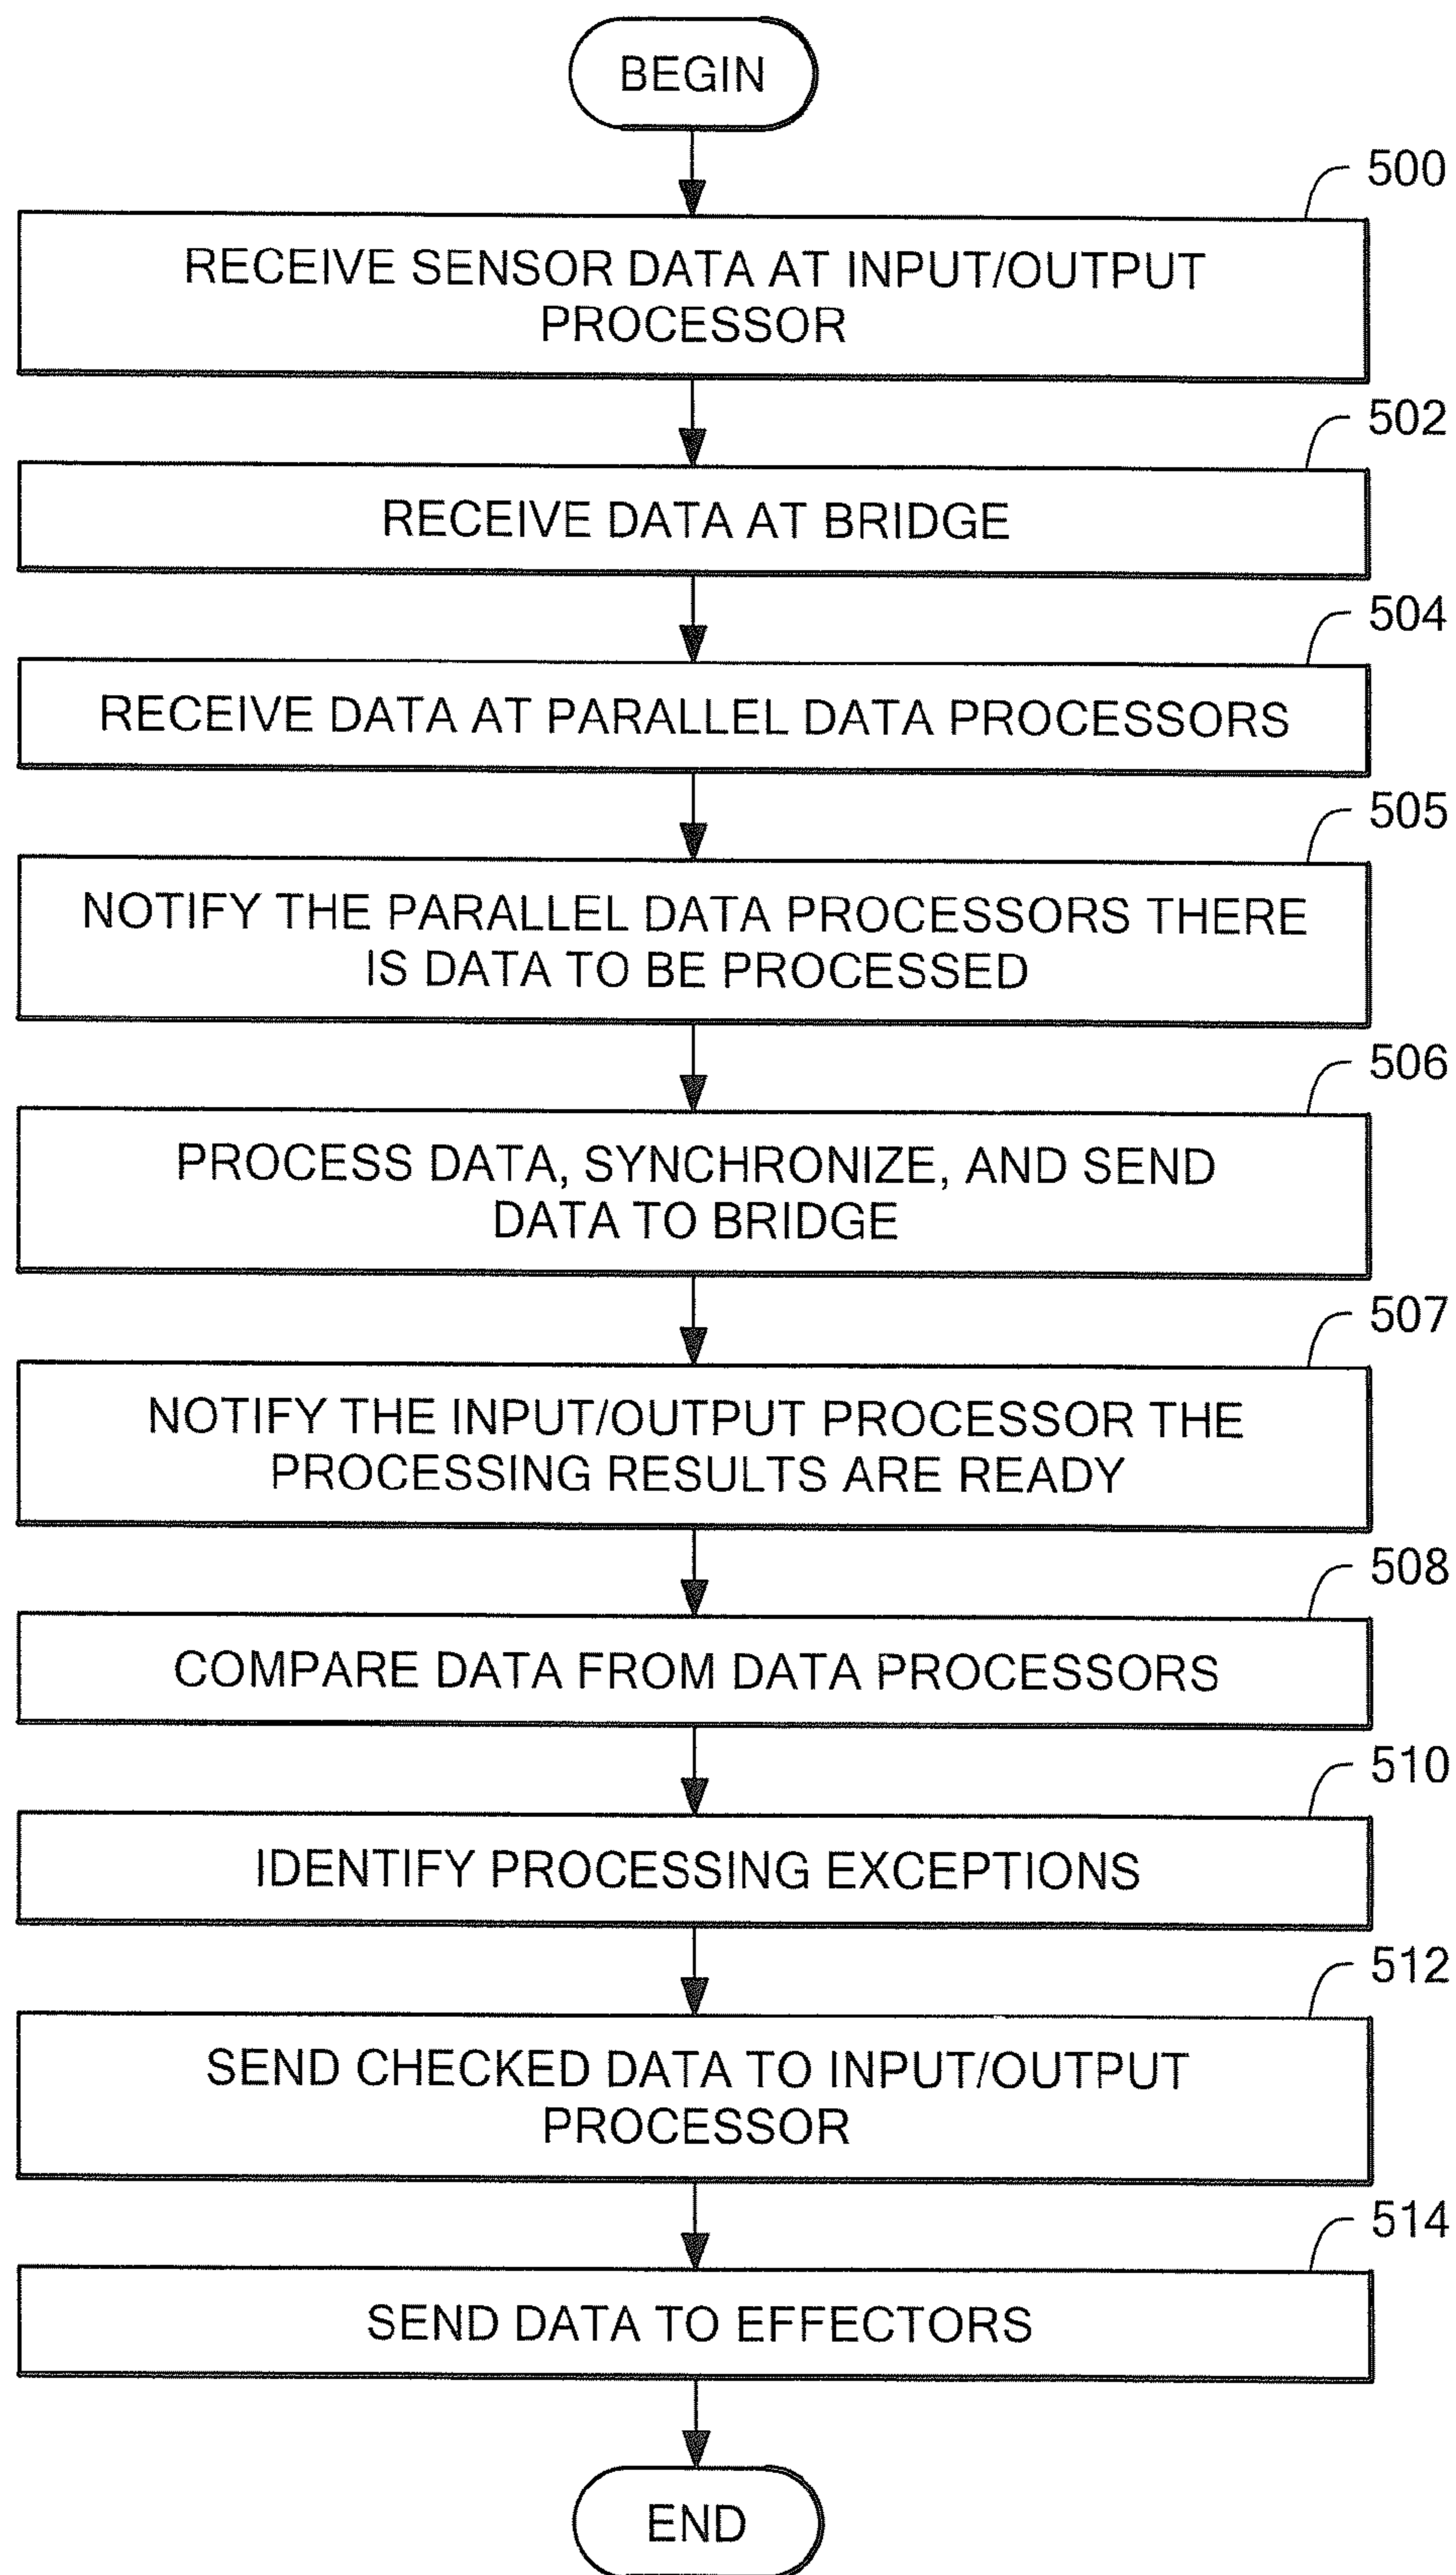 BEGIN
500
RECEIVE SENSOR DATA AT INPUT/OUTPUT
PROCESSOR
502
RECEIVE DATA AT BRIDGE
504
RECEIVE DATA AT PARALLEL DATA PROCESSORS
505
NOTIFY THE PARALLEL DATA PROCESSORS THERE
IS DATA TO BE PROCESSED
506
PROCESS DATA, SYNCHRONIZE, AND SEND
DATA TO BRIDGE
507
NOTIFY THE INPUT/OUTPUT PROCESSOR THE
PROCESSING RESULTS ARE READY
508
COMPARE DATA FROM DATA PROCESSORS
510
IDENTIFY PROCESSING EXCEPTIONS
512
SEND CHECKED DATA TO INPUT/OUTPUT
PROCESSOR
514
SEND DATA TO EFFECTORS
END